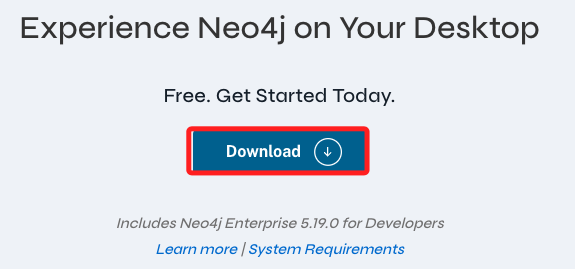 Experience Neo4j on Your Desktop
Free. Get Started Today.
Download
Includes Neo4j Enterprise 5.19.0 for Developers
Learn more | System Requirements